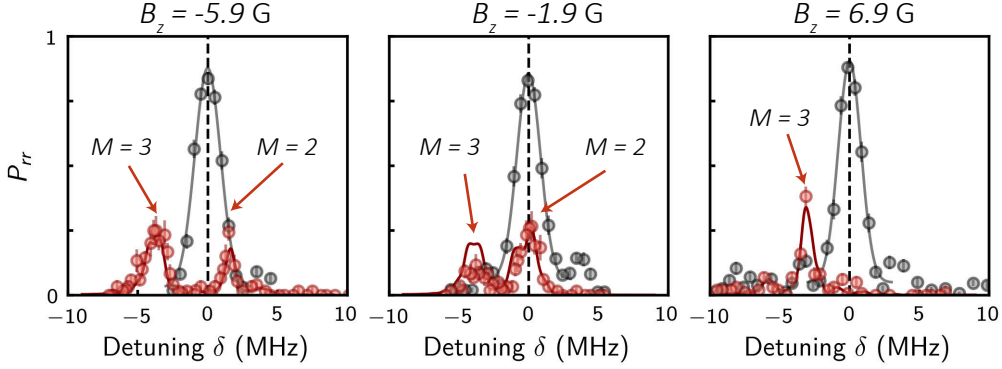 B_z = -5.9 G
B_z = -1.9 G
B_z = 6.9 G
P_rr
1
0
M = 3
M = 2
M = 3
M = 2
M = 3
−10 −5 0 5 10
−10 −5 0 5 10
−10 −5 0 5 10
Detuning δ (MHz)
Detuning δ (MHz)
Detuning δ (MHz)